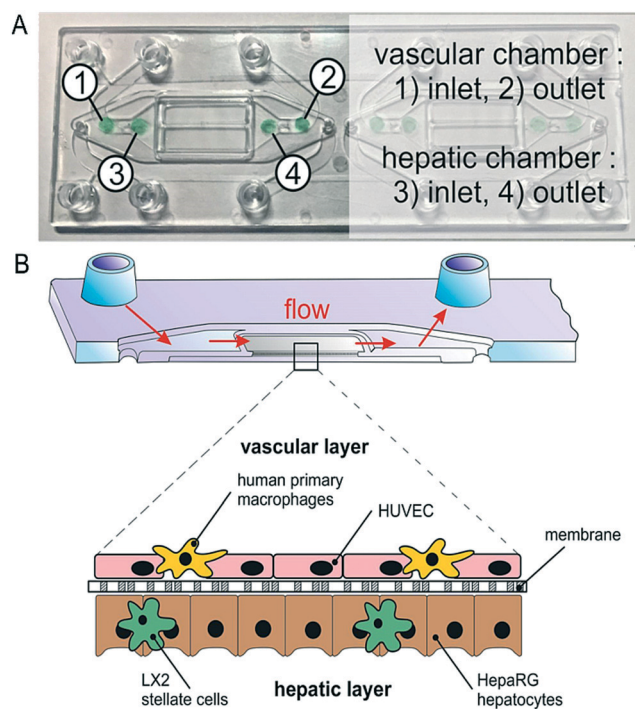 A
1
2
3
4
vascular chamber :
1) inlet, 2) outlet
hepatic chamber :
3) inlet, 4) outlet
B
flow
vascular layer
human primary
macrophages
HUVEC
membrane
LX2
stellate cells
hepatic layer
HepaRG
hepatocytes